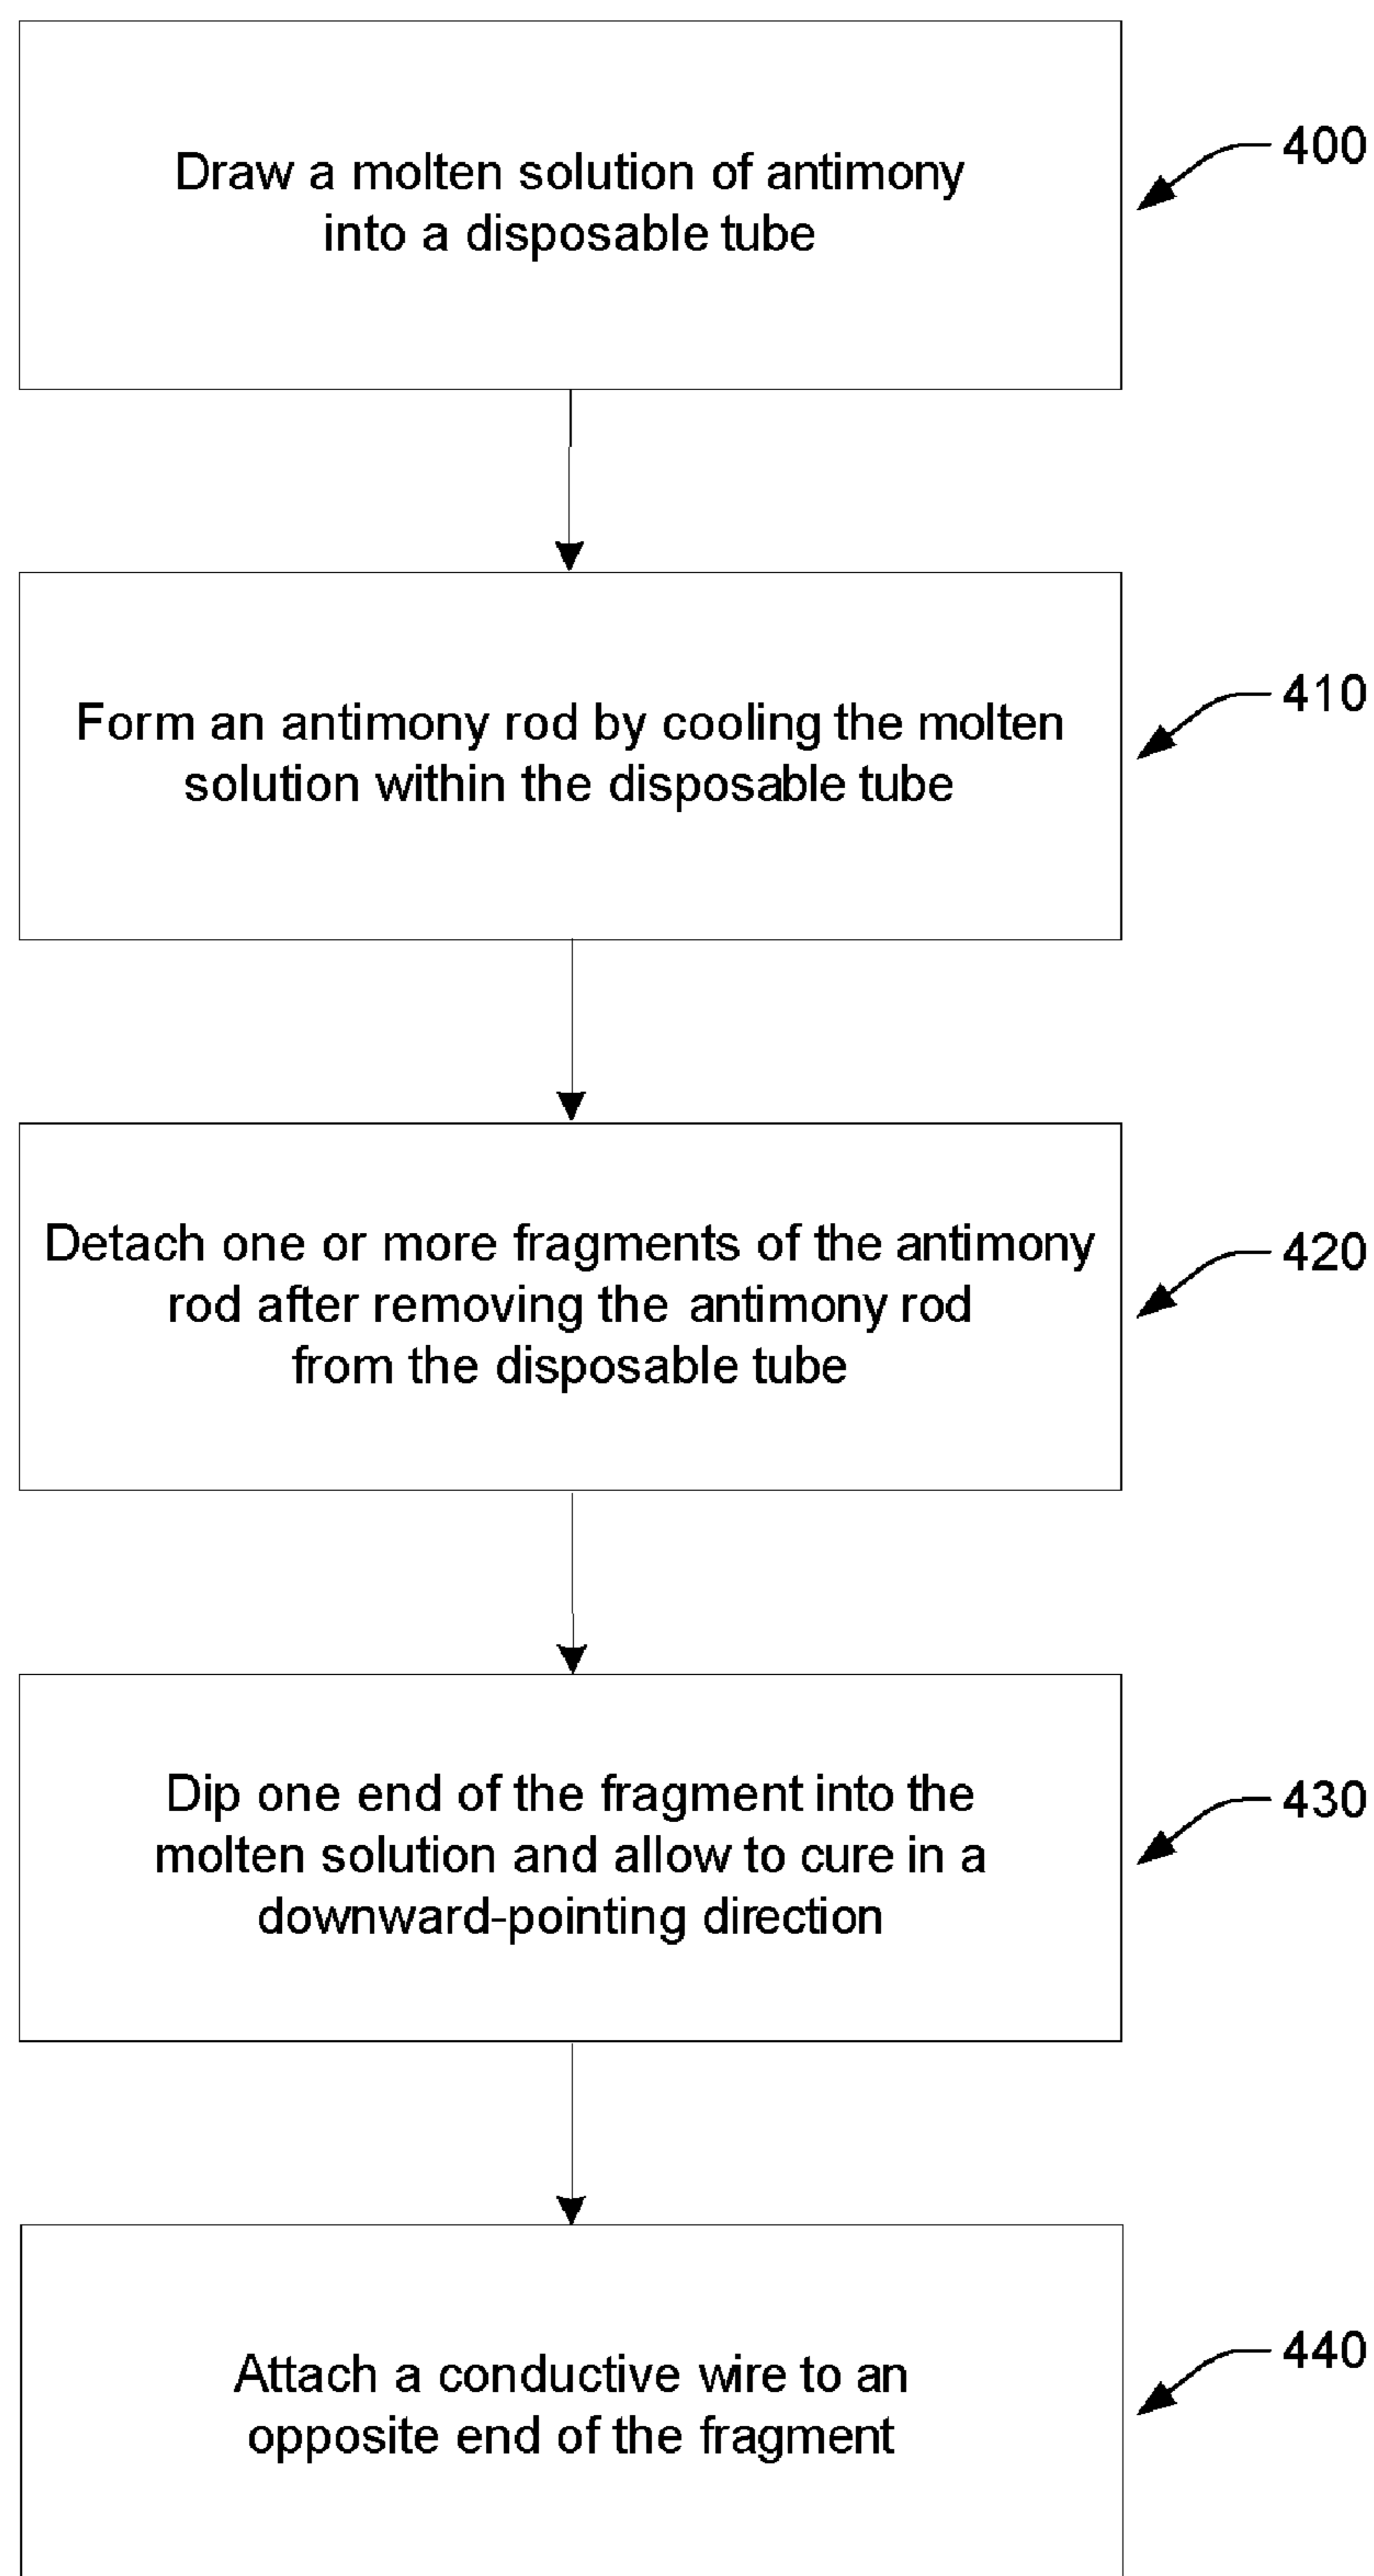 Draw a molten solution of antimony
into a disposable tube
400
Form an antimony rod by cooling the molten
solution within the disposable tube
410
Detach one or more fragments of the antimony
rod after removing the antimony rod
from the disposable tube
420
Dip one end of the fragment into the
molten solution and allow to cure in a
downward-pointing direction
430
Attach a conductive wire to an
opposite end of the fragment
440